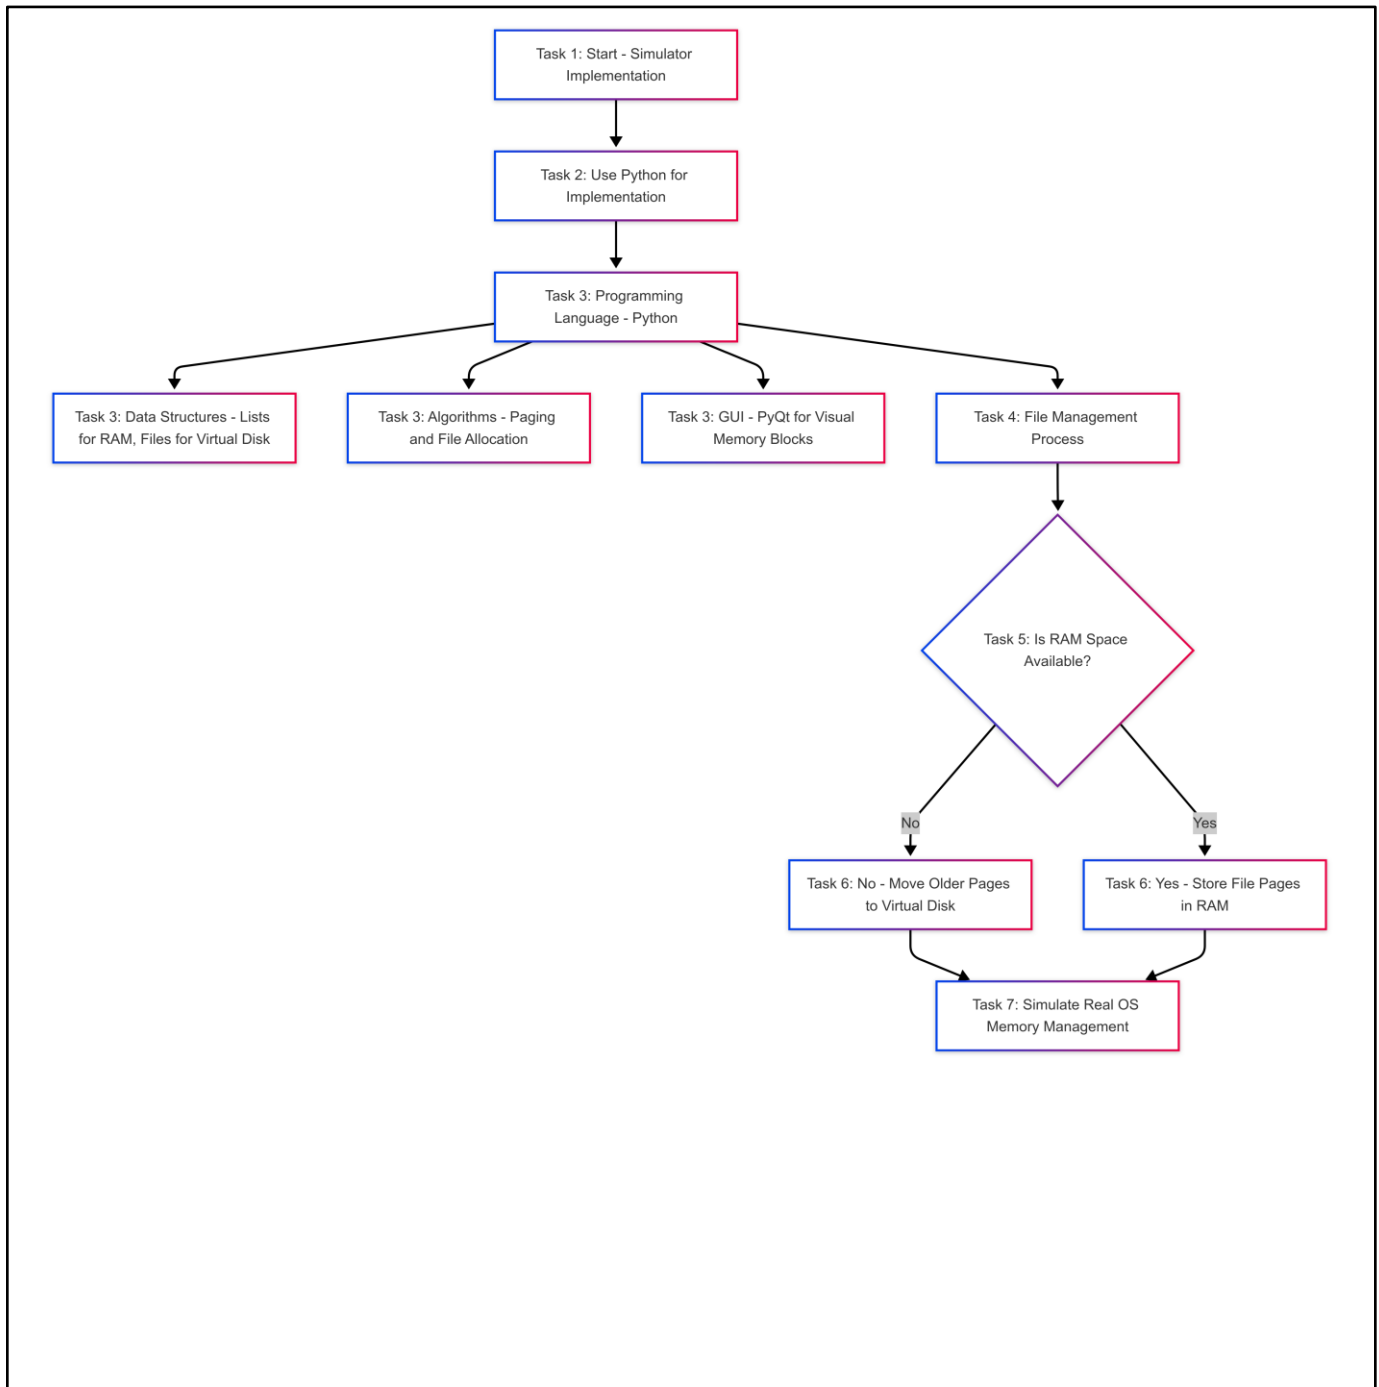 Task 1: Start - Simulator
Implementation
Task 2: Use Python for
Implementation
Task 3: Programming
Language - Python
Task 3: Data Structures - Lists
for RAM, Files for Virtual Disk
Task 3: Algorithms - Paging
and File Allocation
Task 3: GUI - PyQt for Visual
Memory Blocks
Task 4: File Management
Process
Task 5: Is RAM Space
Available?
No
Yes
Task 6: No - Move Older Pages
to Virtual Disk
Task 6: Yes - Store File Pages
in RAM
Task 7: Simulate Real OS
Memory Management